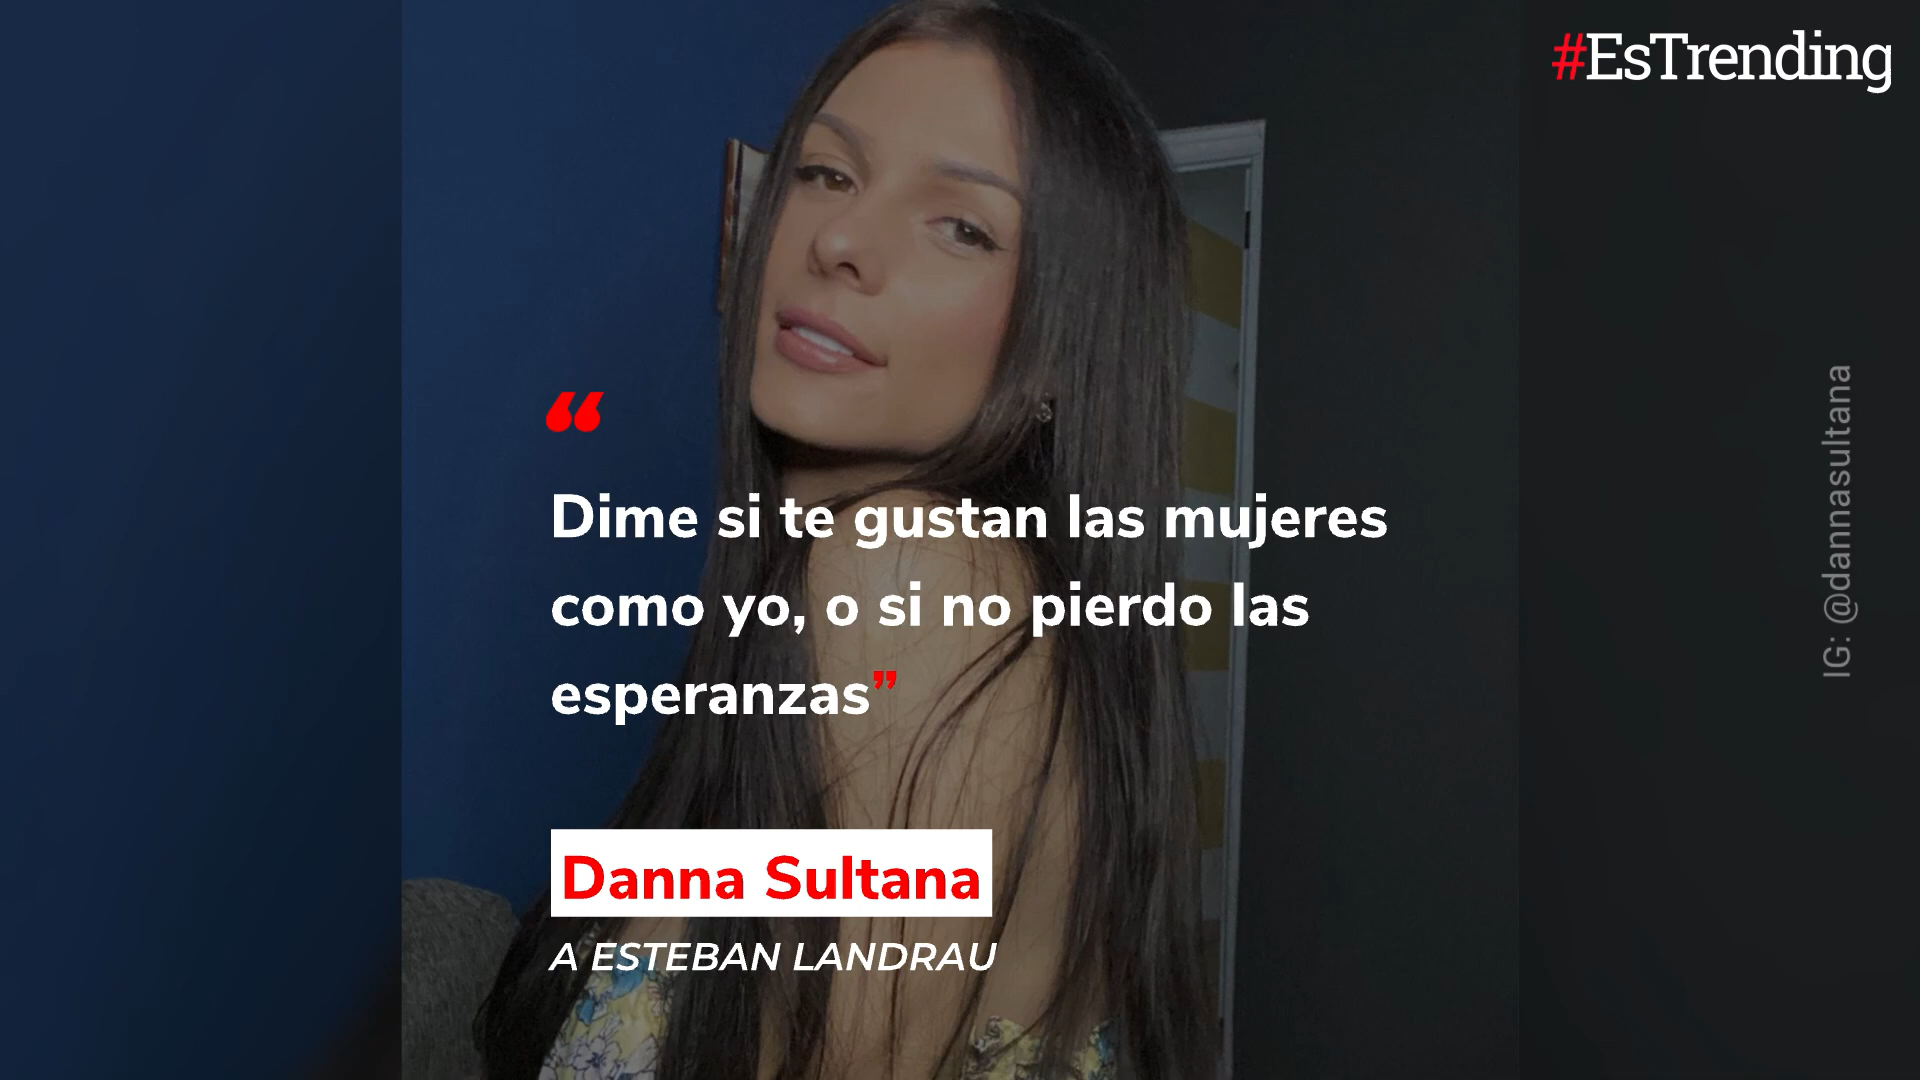 #EsTrending
“
Dime si te gustan las mujeres
como yo, o si no pierdo las
esperanzas”
Danna Sultana
A ESTEBAN LANDRAU
IG: @dannasultana